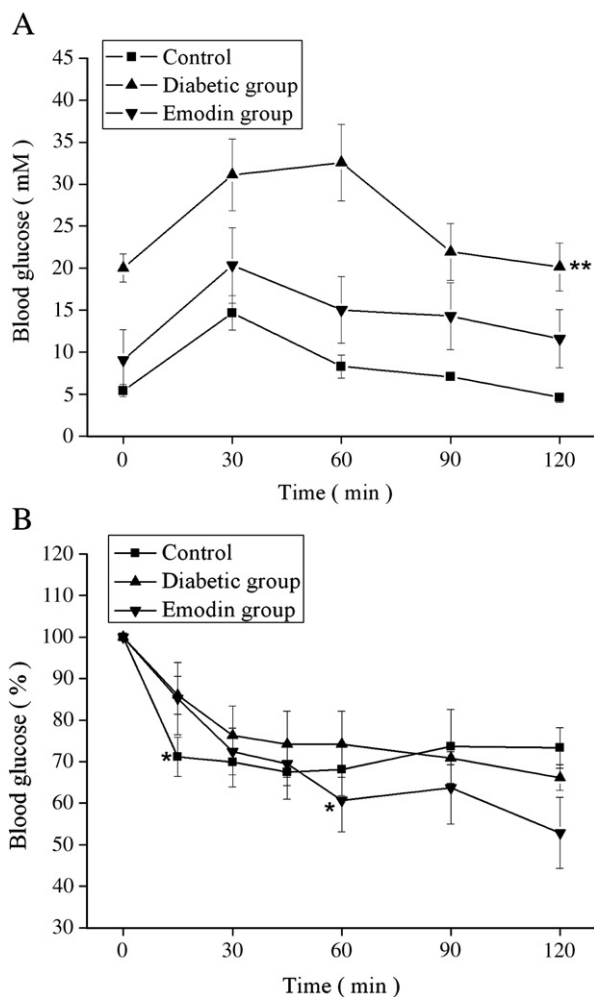 A
Control
Diabetic group
Emodin group
45
40
35
30
25
20
15
10
5
0
Blood glucose ( mM )
**
0 30 60 90 120
Time ( min )
B
Control
Diabetic group
Emodin group
120
110
100
90
80
70
60
50
40
30
Blood glucose ( % )
*
*
0 30 60 90 120
Time ( min )